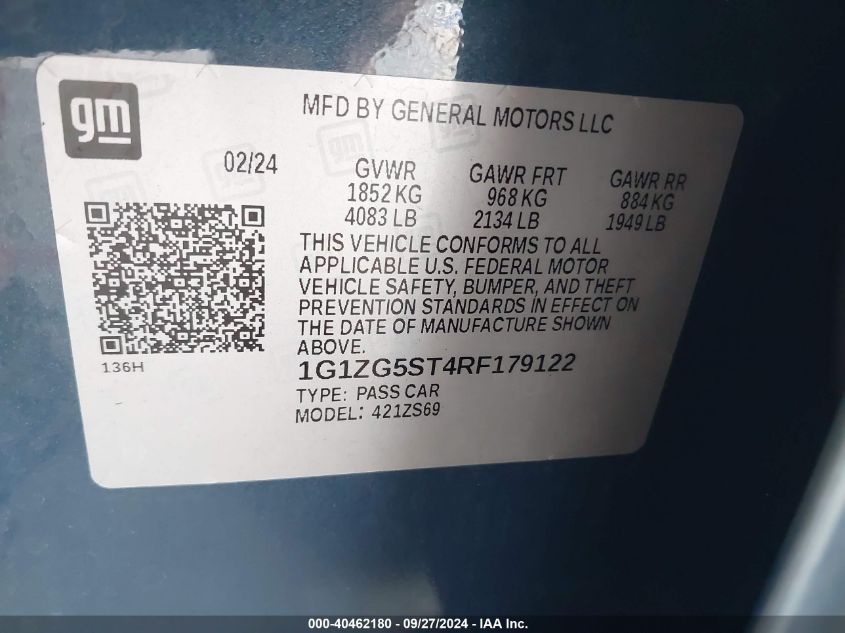 gm
MFD BY GENERAL MOTORS LLC
02/24
GVWR GAWR FRT GAWR RR
1852 KG 968 KG 884 KG
4083 LB 2134 LB 1949 LB
THIS VEHICLE CONFORMS TO ALL
APPLICABLE U.S. FEDERAL MOTOR
VEHICLE SAFETY, BUMPER, AND THEFT
PREVENTION STANDARDS IN EFFECT ON
THE DATE OF MANUFACTURE SHOWN
ABOVE.
136H
1G1ZG5ST4RF179122
TYPE: PASS CAR
MODEL: 421ZS69
000-40462180 - 09/27/2024 - IAA Inc.